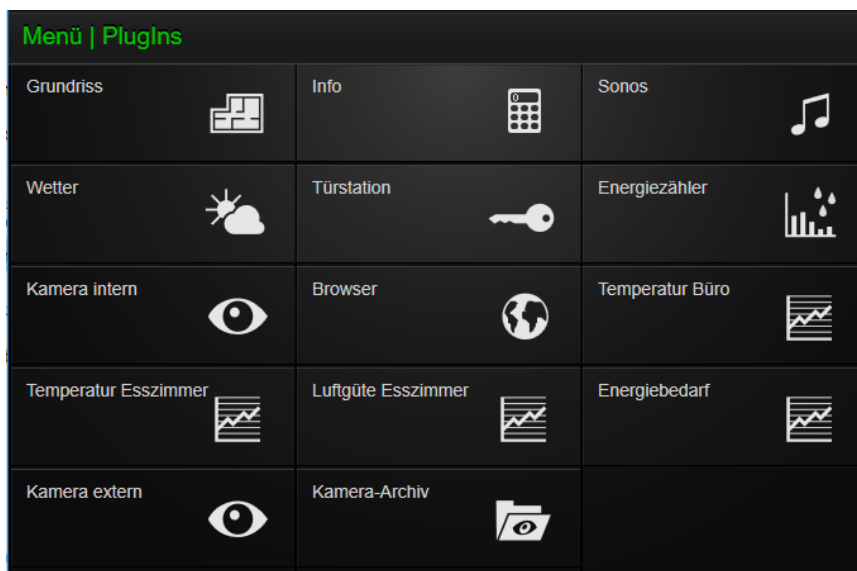 Menü | PlugIns
Grundriss
Info
Sonos
Wetter
Türstation
Energiezähler
Kamera intern
Browser
Temperatur Büro
Temperatur Esszimmer
Luftgüte Esszimmer
Energiebedarf
Kamera extern
Kamera-Archiv